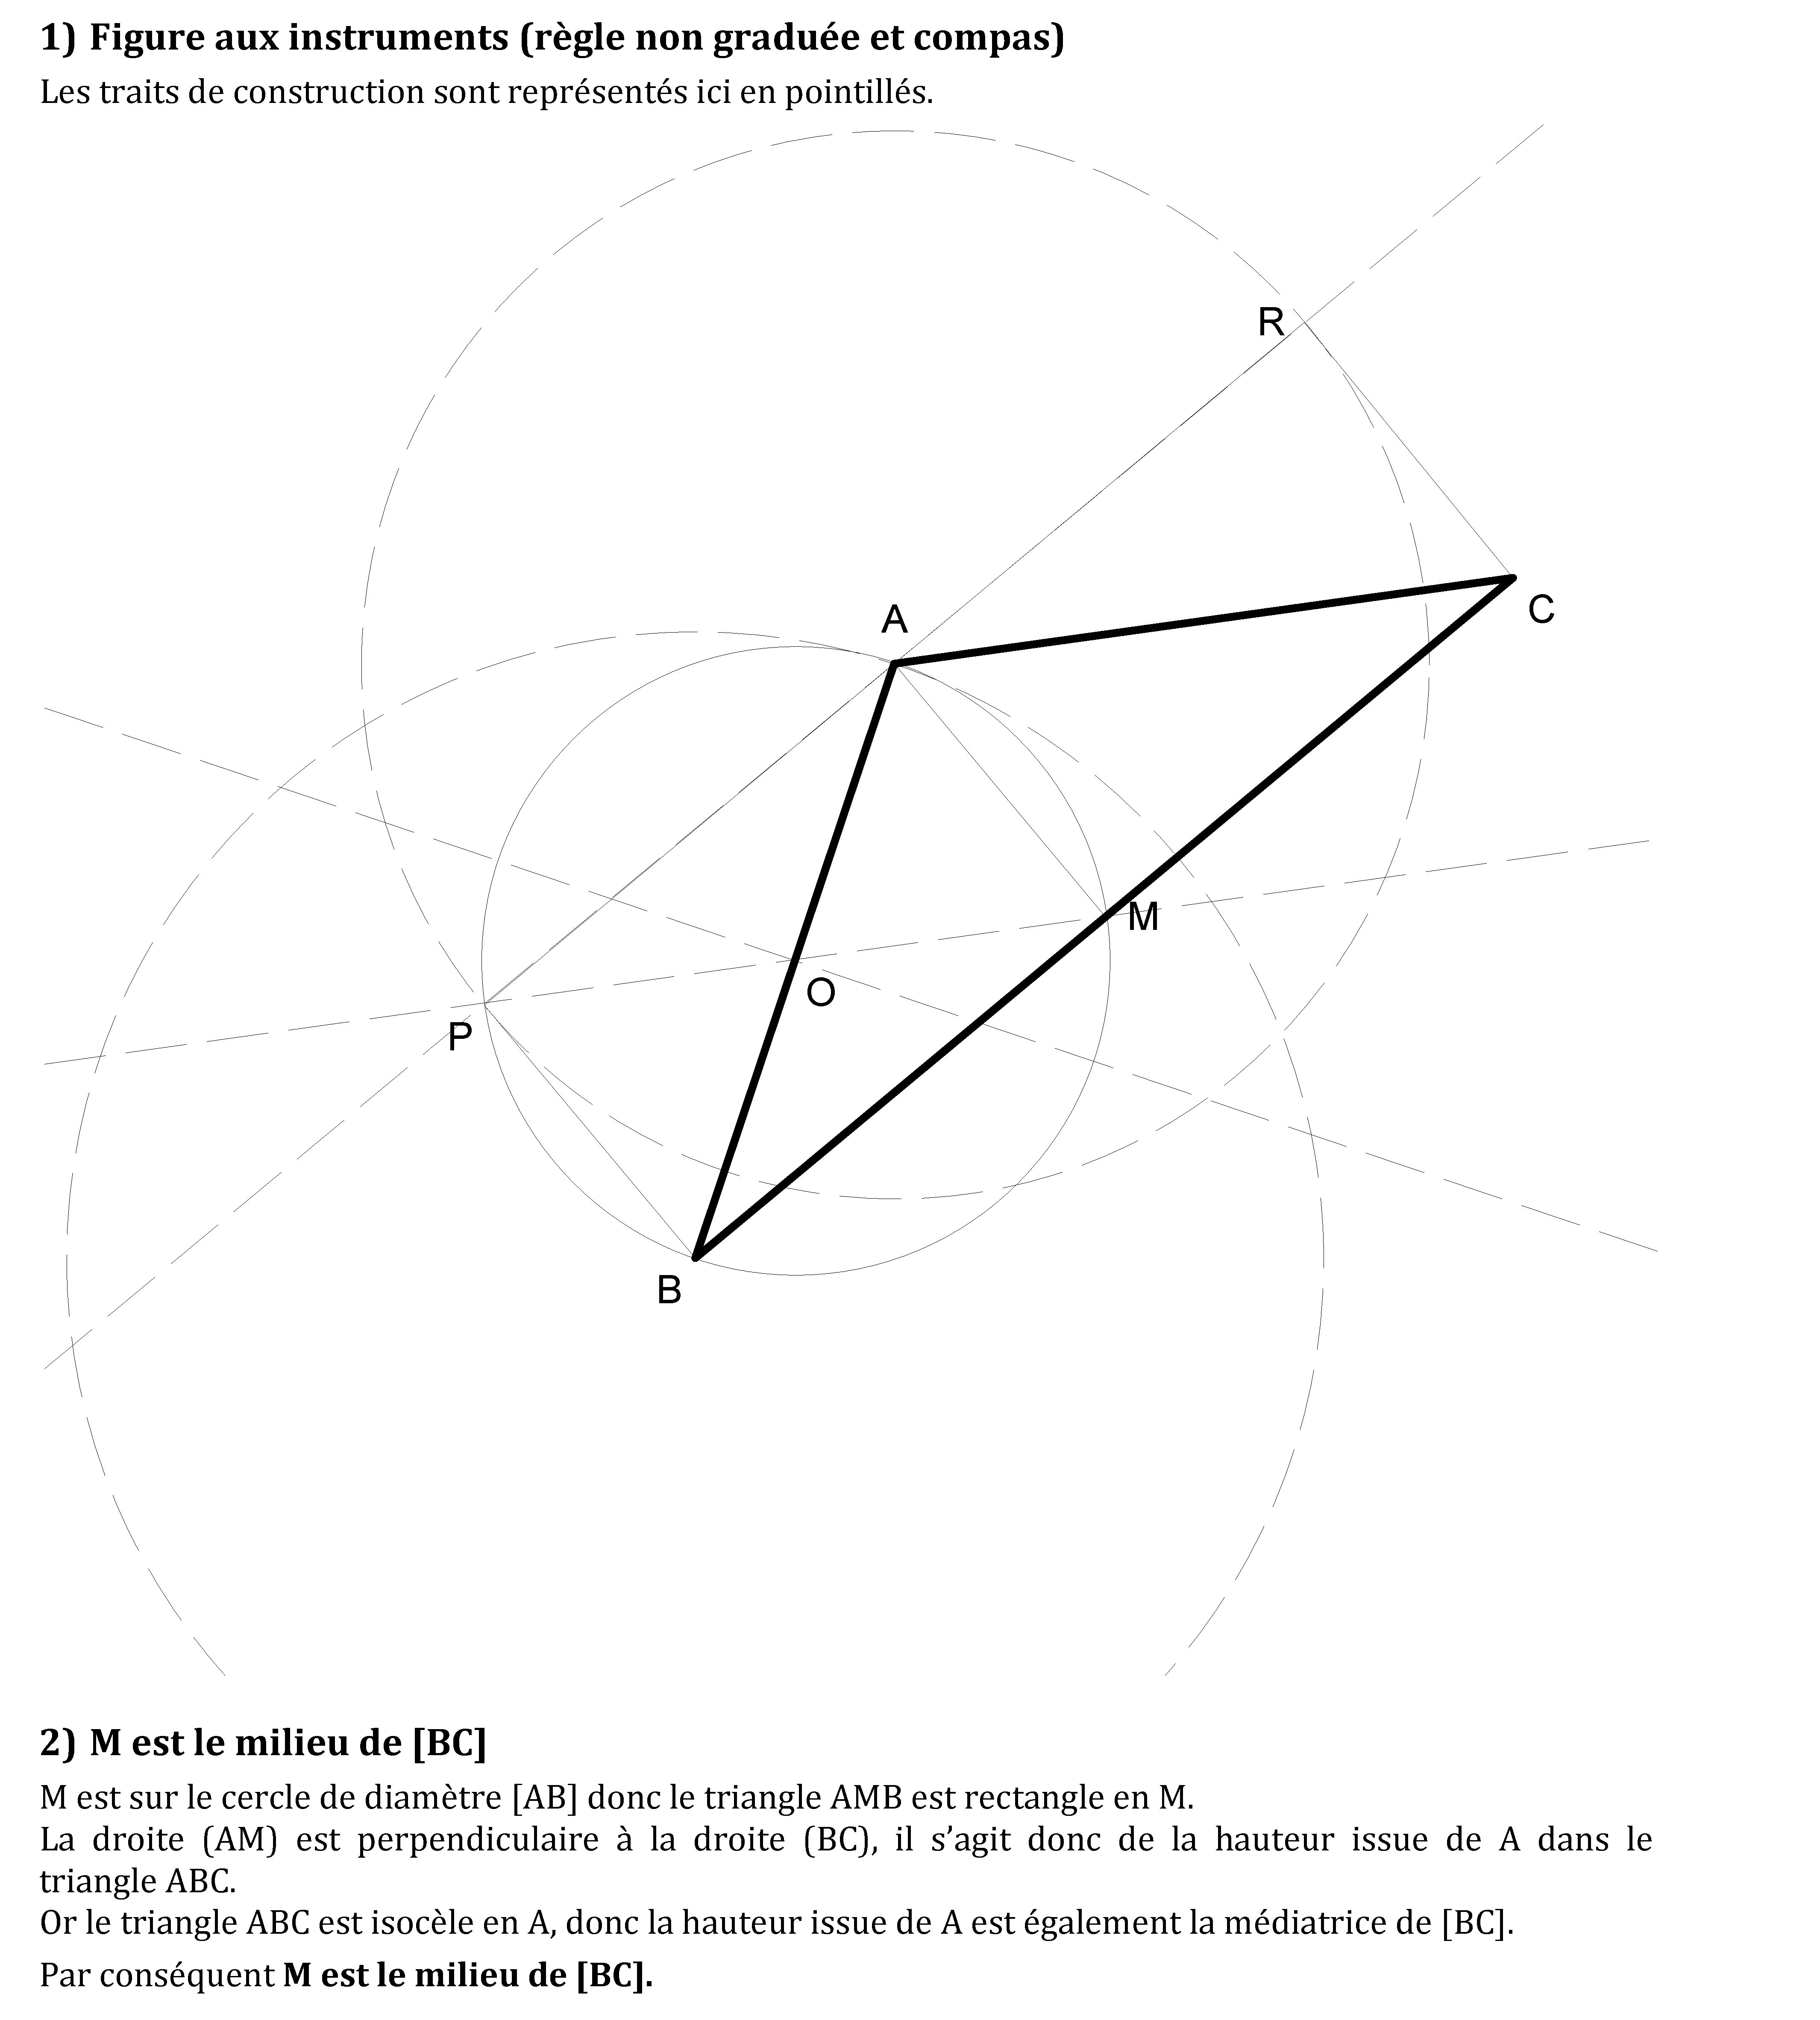 1) Figure aux instruments (règle non graduée et compas)
Les traits de construction sont représentés ici en pointillés.
R
A
C
M
O
P
B
2) M est le milieu de [BC]
M est sur le cercle de diamètre [AB] donc le triangle AMB est rectangle en M.
La droite (AM) est perpendiculaire à la droite (BC), il s’agit donc de la hauteur issue de A dans le
triangle ABC.
Or le triangle ABC est isocèle en A, donc la hauteur issue de A est également la médiatrice de [BC].
Par conséquent M est le milieu de [BC].